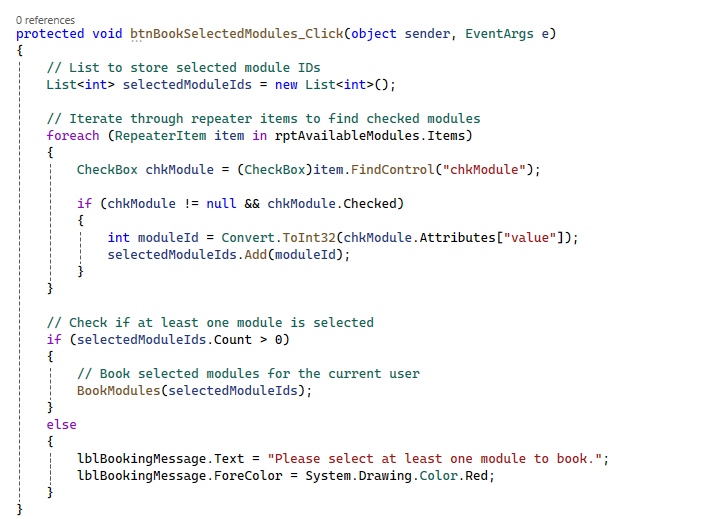 0 references
protected void btnBookSelectedModules_Click(object sender, EventArgs e)
{
    // List to store selected module IDs
    List<int> selectedModuleIds = new List<int>();

    // Iterate through repeater items to find checked modules
    foreach (RepeaterItem item in rptAvailableModules.Items)
    {
        CheckBox chkModule = (CheckBox)item.FindControl("chkModule");

        if (chkModule != null && chkModule.Checked)
        {
            int moduleId = Convert.ToInt32(chkModule.Attributes["value"]);
            selectedModuleIds.Add(moduleId);
        }
    }

    // Check if at least one module is selected
    if (selectedModuleIds.Count > 0)
    {
        // Book selected modules for the current user
        BookModules(selectedModuleIds);
    }
    else
    {
        lblBookingMessage.Text = "Please select at least one module to book.";
        lblBookingMessage.ForeColor = System.Drawing.Color.Red;
    }
}